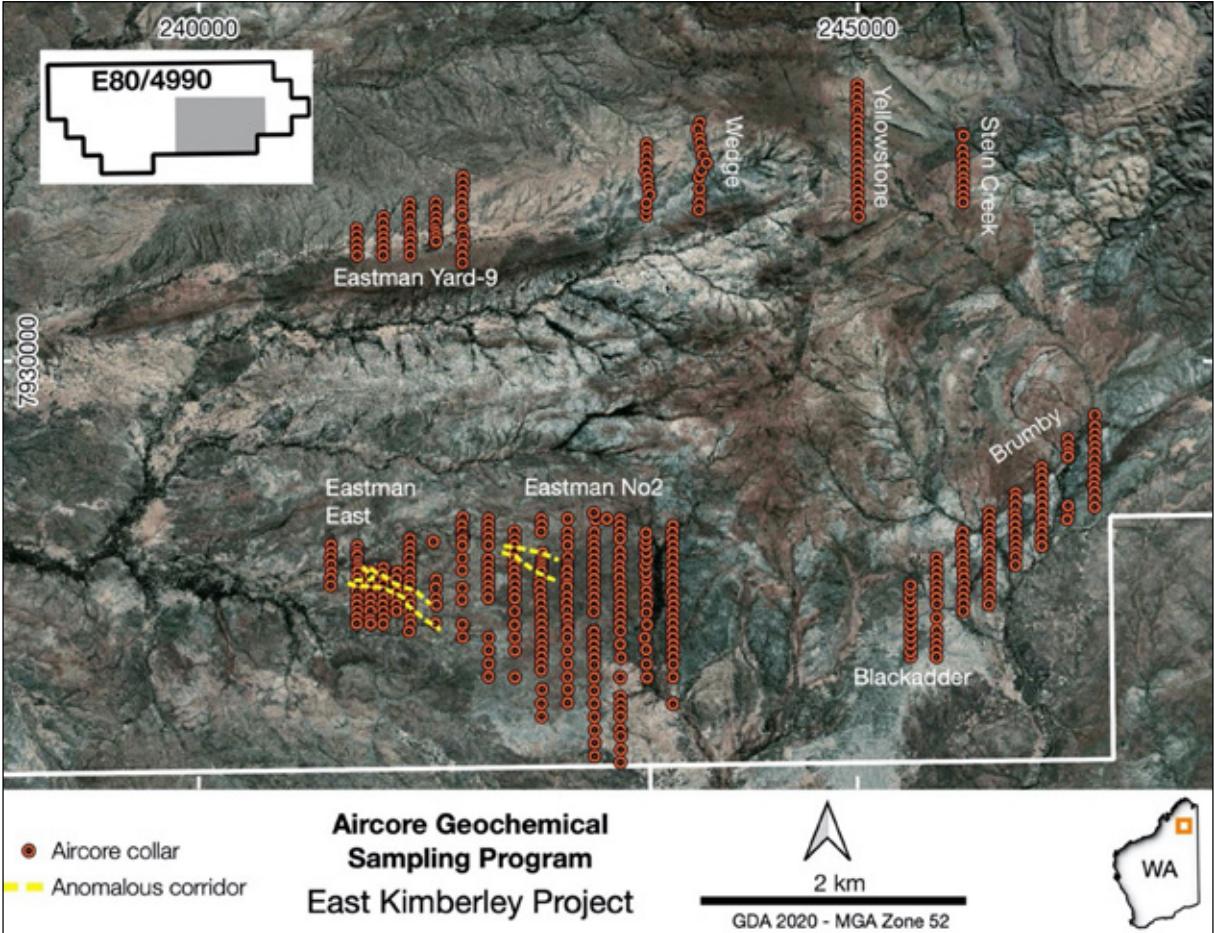 240000
245000
E80/4990
Wedge
Yellowstone
Stein Creek
Eastman Yard-9
7930000
Brumby
Eastman
East
Eastman No2
Blackadder
Aircore collar
Anomalous corridor
Aircore Geochemical
Sampling Program
East Kimberley Project
2 km
GDA 2020 - MGA Zone 52
WA